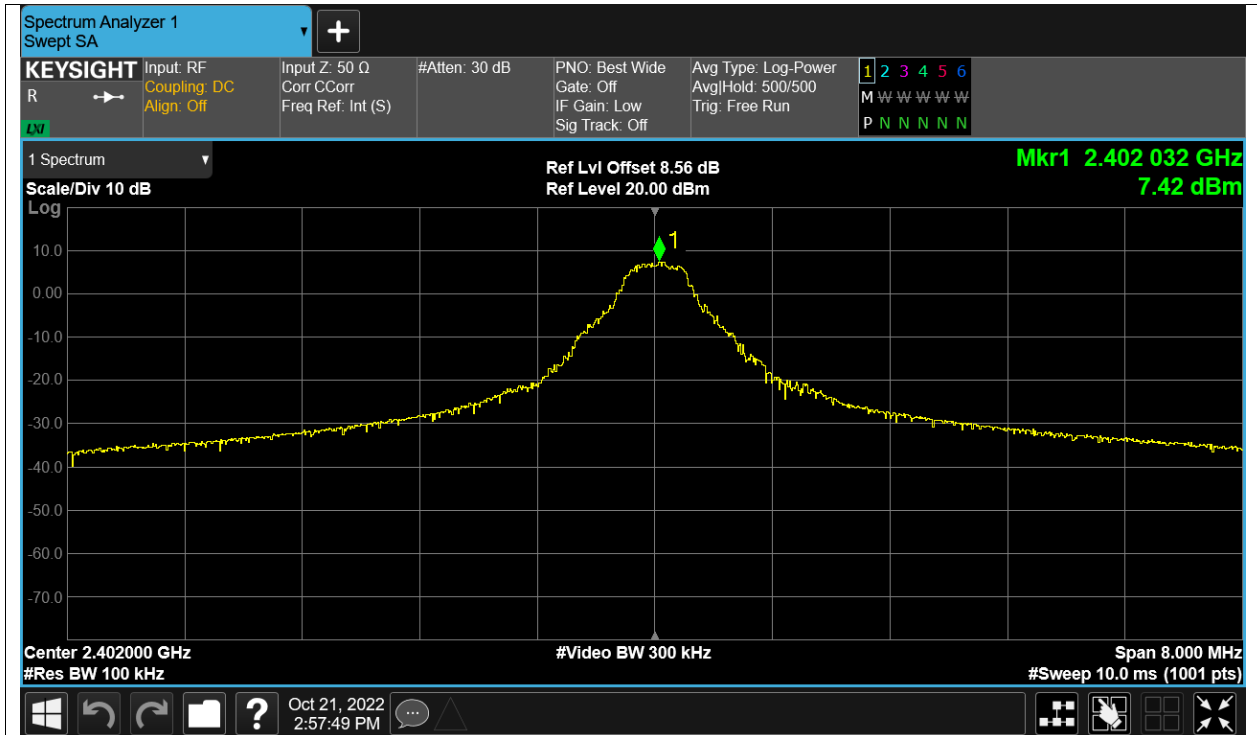 Spectrum Analyzer 1
Swept SA
KEYSIGHT
R
LXI
Input: RF
Coupling: DC
Align: Off
Input Z: 50 Ω
Corr CCorr
Freq Ref: Int (S)
#Atten: 30 dB
PNO: Best Wide
Gate: Off
IF Gain: Low
Sig Track: Off
Avg Type: Log-Power
Avg|Hold: 500/500
Trig: Free Run
1 2 3 4 5 6
M W W W W W
P N N N N N
1 Spectrum
Scale/Div 10 dB
Log
Ref Lvl Offset 8.56 dB
Ref Level 20.00 dBm
Mkr1 2.402 032 GHz
7.42 dBm
1
10.0
0.00
-10.0
-20.0
-30.0
-40.0
-50.0
-60.0
-70.0
Center 2.402000 GHz
#Res BW 100 kHz
#Video BW 300 kHz
Span 8.000 MHz
#Sweep 10.0 ms (1001 pts)
?
Oct 21, 2022
2:57:49 PM